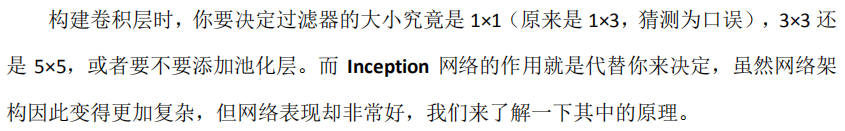 构建卷积层时，你要决定过滤器的大小究竟是 1×1（原来是 1×3，猜测为口误），3×3 还
是 5×5，或者要不要添加池化层。而 Inception 网络的作用就是代替你来决定，虽然网络架
构因此变得更加复杂，但网络表现却非常好，我们来了解一下其中的原理。